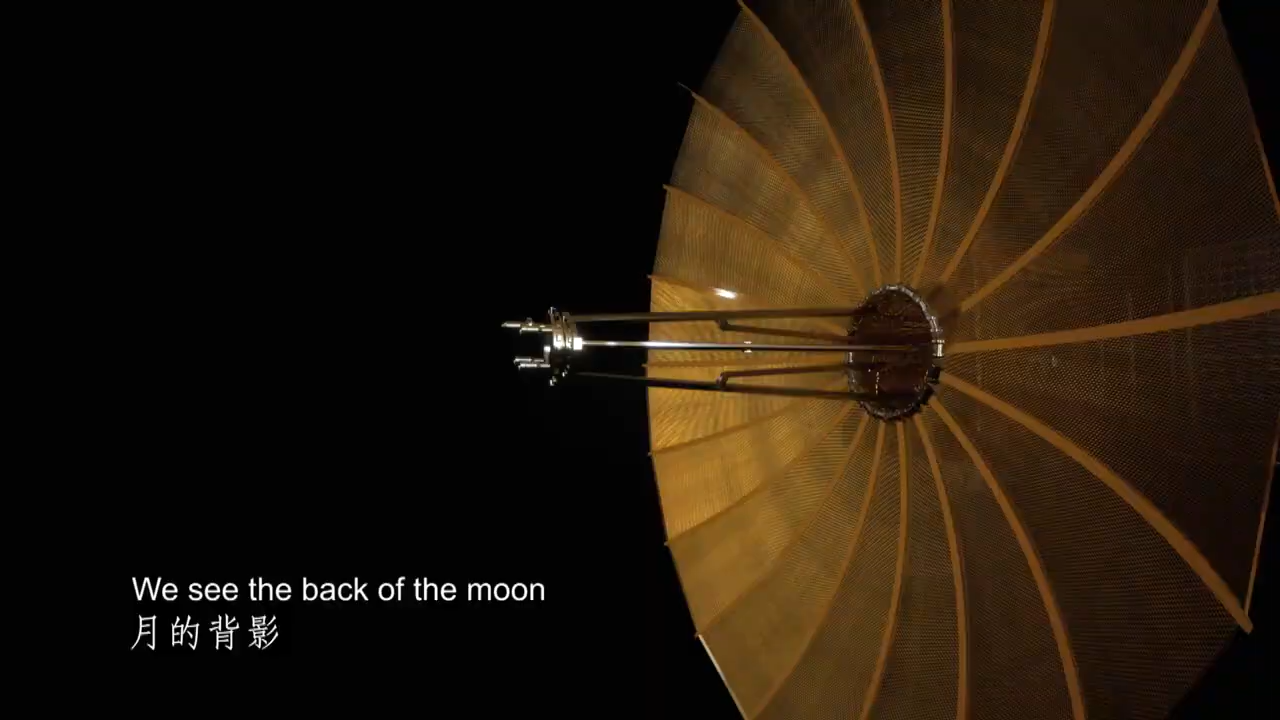 We see the back of the moon
月的背影